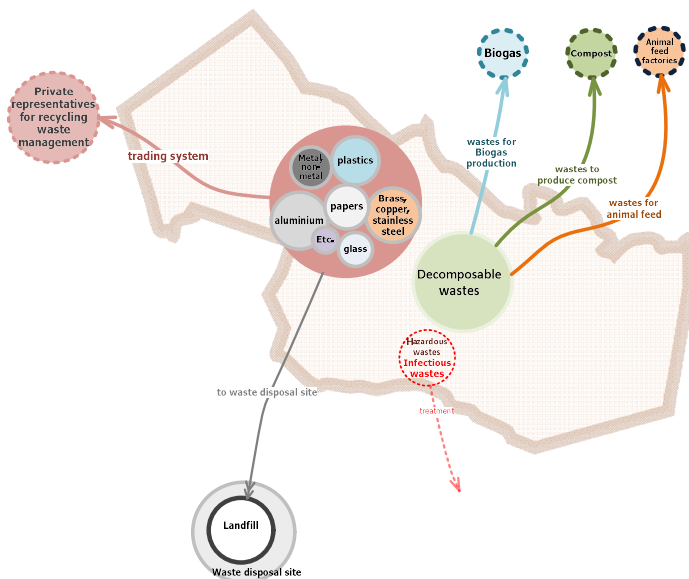 Biogas
Compost
Animal
feed
factories
Private
representatives
for recycling
waste
management
trading system
wastes for
Biogas
production
wastes to
produce compost
wastes for
animal feed
Metal,
non-
metal
plastics
papers
Brass,
copper,
stainless
steel
aluminium
Etc.
glass
Decomposable
wastes
Hazardous
wastes
Infectious
wastes
to waste disposal site
treatment
Landfill
Waste disposal site